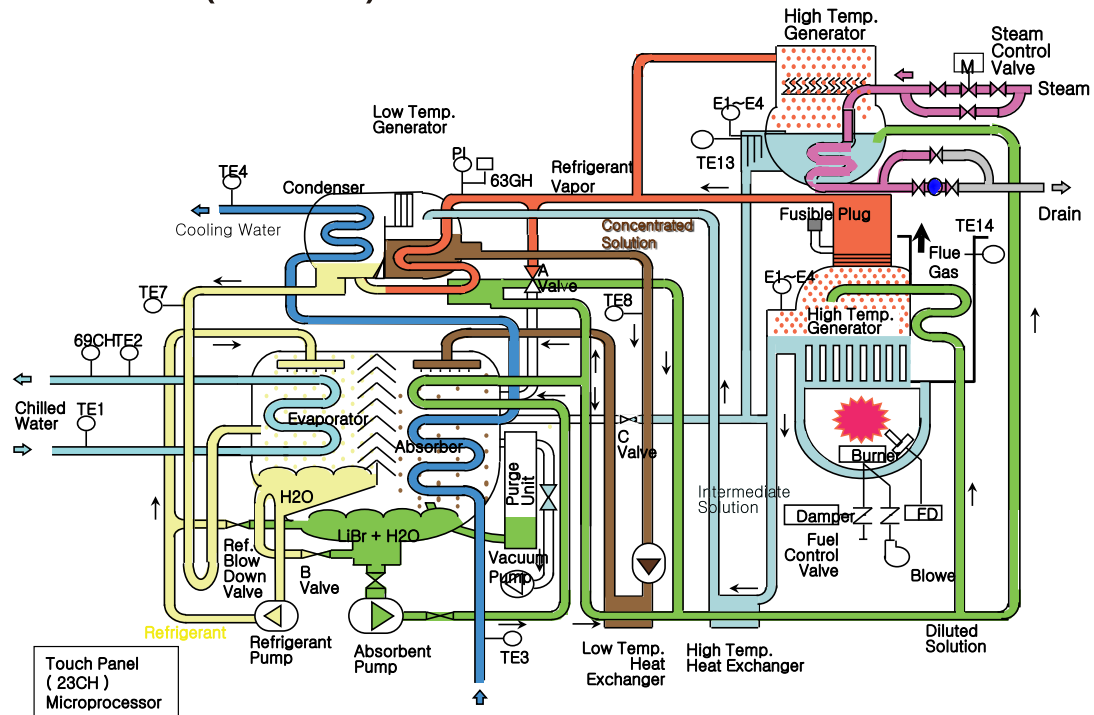 High Temp.
Generator
Steam
Control
Valve
M
Steam
E1~E4
Low Temp.
Generator
TE13
PI
63GH
Refrigerant
Vapor
TE4
Condenser
Cooling Water
Concentrated
Solution
Fusible Plug
Drain
TE14
Flue
Gas
A
Valve
E1~E4
TE7
TE8
High Temp.
Generator
69CH
TE2
Chilled
Water
TE1
Evaporator
Absorber
C
Valve
Burner
Purge
Unit
H2O
Intermediate
Solution
LiBr + H2O
Damper
FD
Ref.
Blow
Down
Valve
B
Valve
Vacuum
Pump
Fuel
Control
Valve
Blowe
Refrigerant
Refrigerant
Pump
Absorbent
Pump
TE3
Low Temp.
Heat
Exchanger
High Temp.
Heat Exchanger
Diluted
Solution
Touch Panel
( 23CH )
Microprocessor